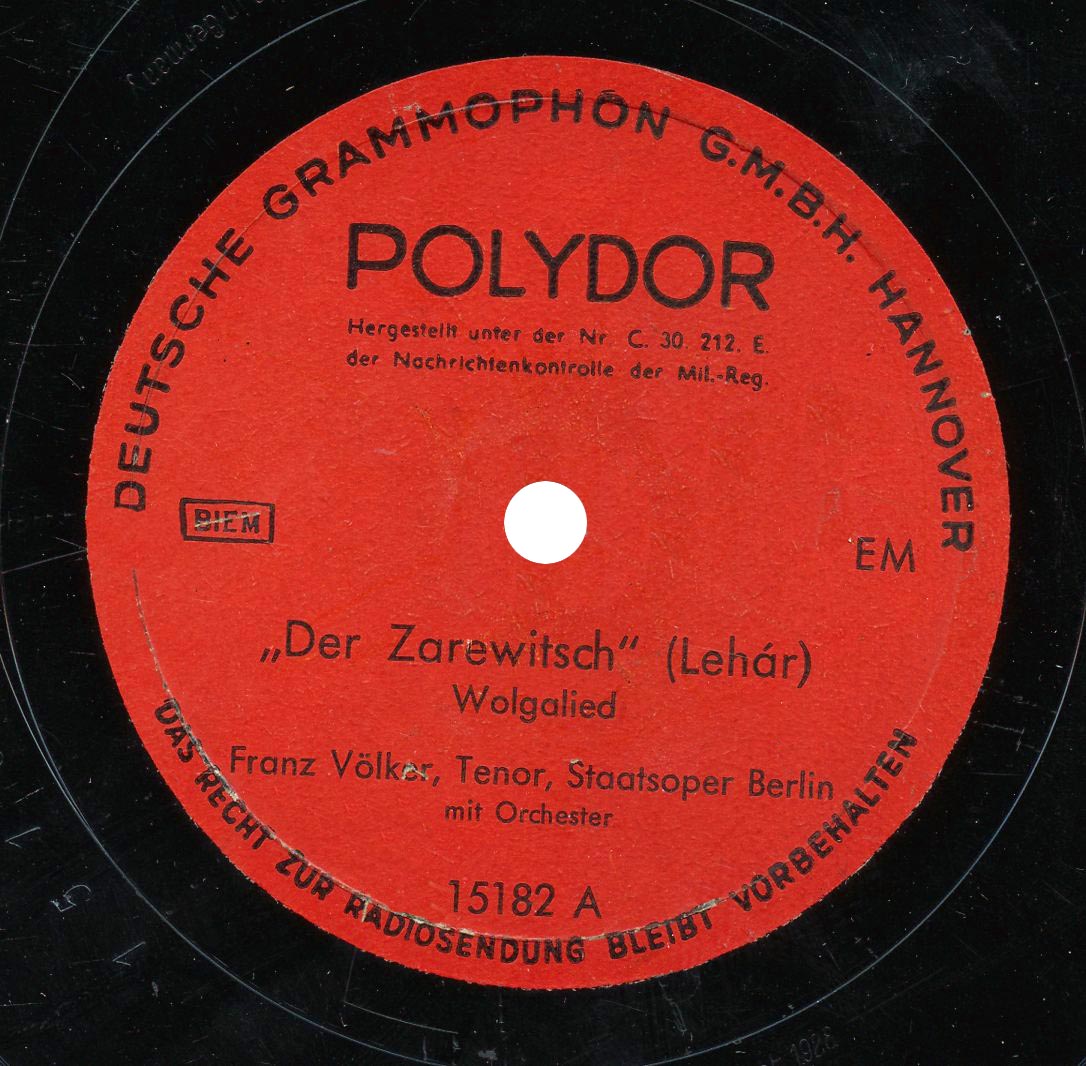 DEUTSCHE GRAMMOPHON G.M.B.H. HANNOVER
POLYDOR
Hergestellt unter der Nr. C. 30. 212. E.
der Nachrichtenkontrolle der Mil.-Reg.
BIEM
EM
„Der Zarewitsch“ (Lehár)
Wolgalied
Franz Völker, Tenor, Staatsoper Berlin
mit Orchester
15182 A
DAS RECHT ZUR RADIOSENDUNG BLEIBT VORBEHALTEN